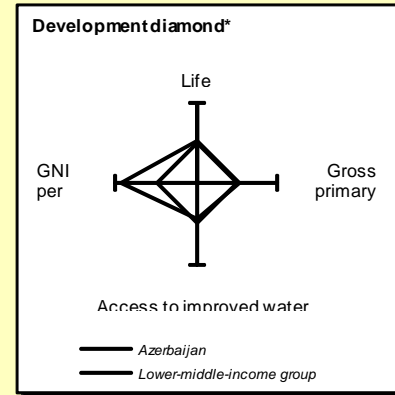 Development diamond*
Life
GNI
per
Gross
primary
Access to improved water
Azerbaijan
Lower-middle-income group